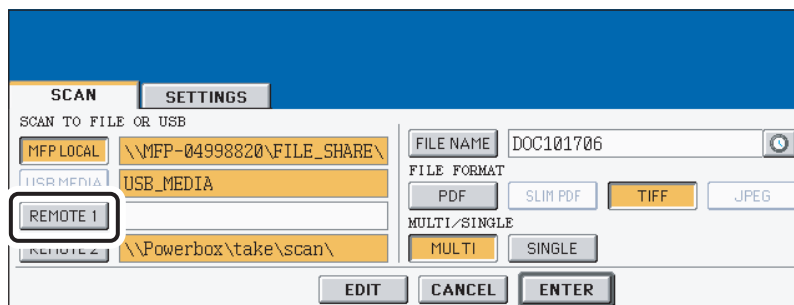 SCAN SETTINGS
SCAN TO FILE OR USB
MFP LOCAL \\MFP-04998820\FILE_SHARE\
USB MEDIA USB_MEDIA
REMOTE 1
REMOTE 2 \\Powerbox\take\scan\
FILE NAME DOC101706
FILE FORMAT
PDF SLIM PDF TIFF JPEG
MULTI/SINGLE
MULTI SINGLE
EDIT CANCEL ENTER